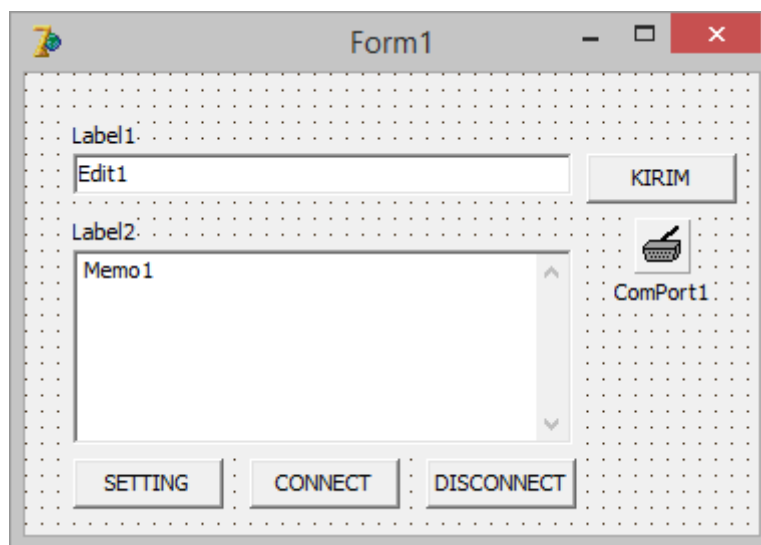 Form1
Label1
Edit1
KIRIM
Label2
Memo1
ComPort1
SETTING CONNECT DISCONNECT